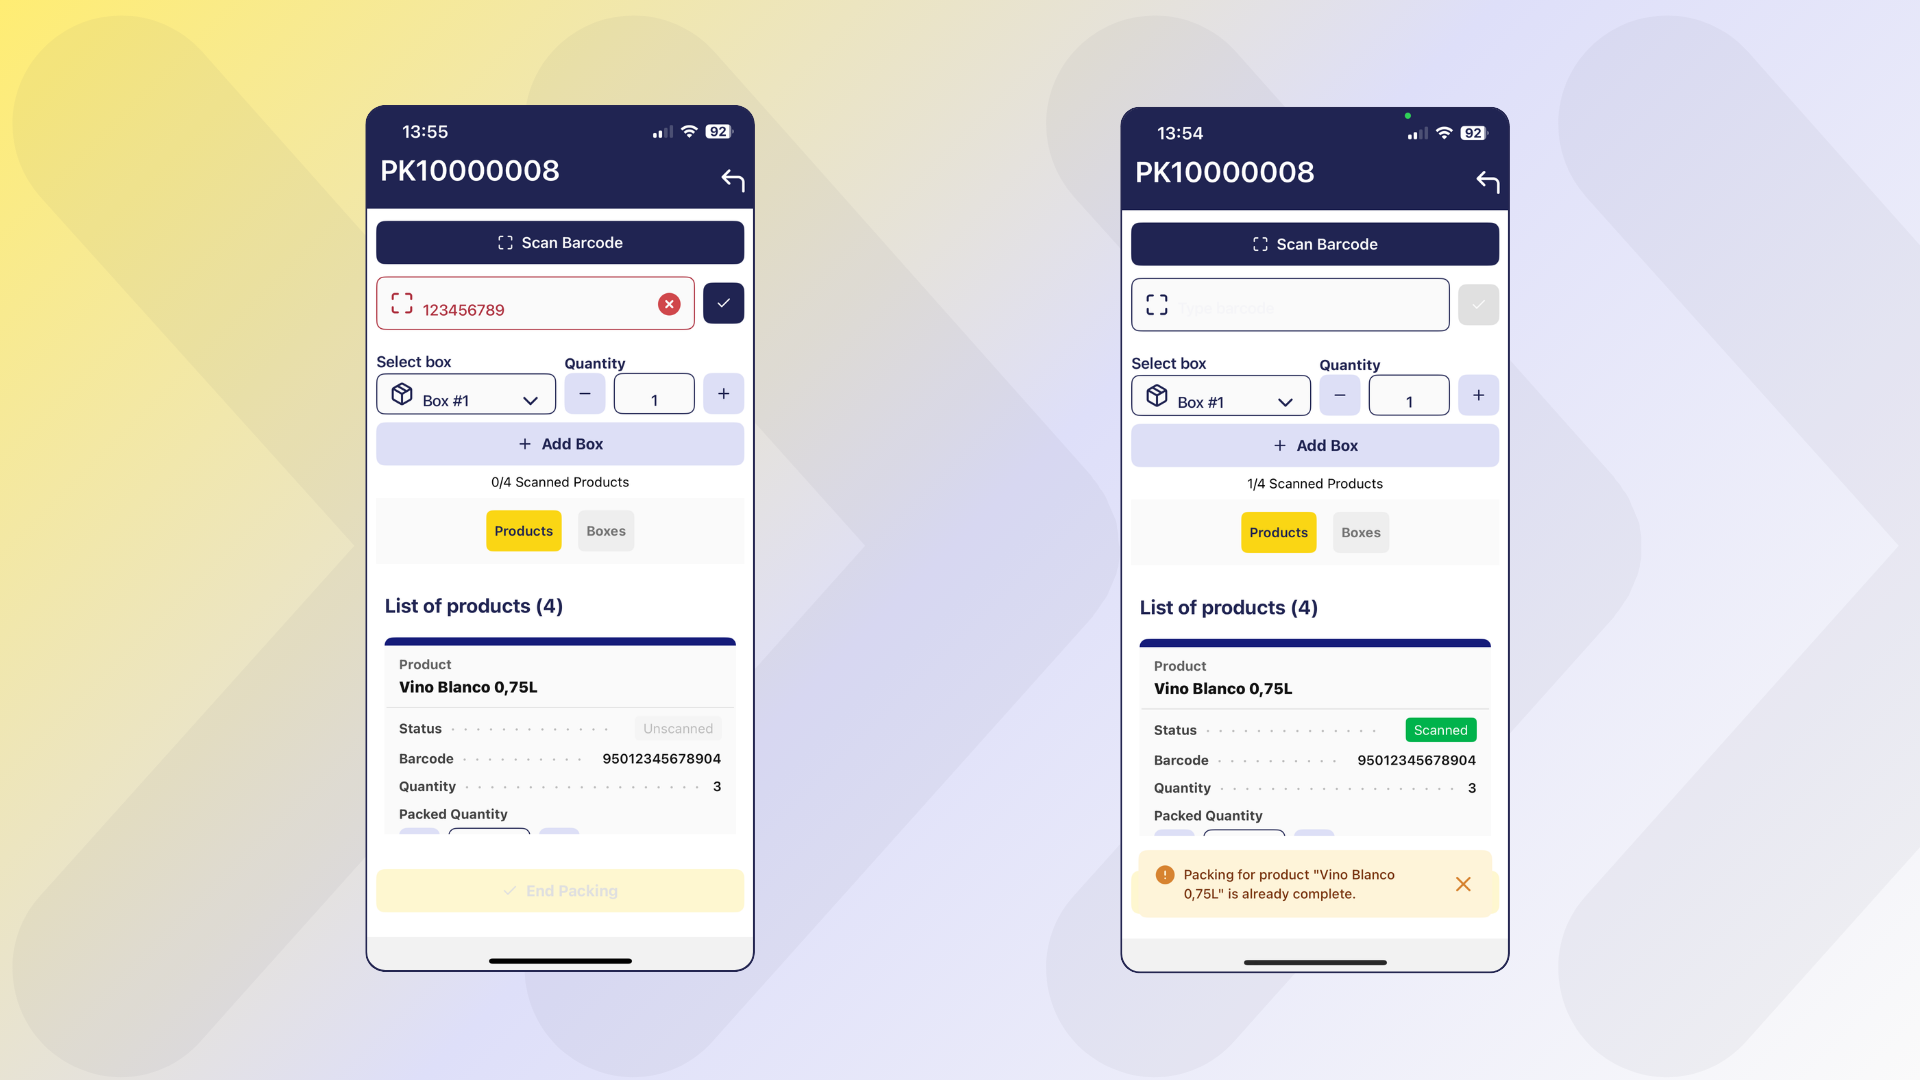 13:55
92
PK10000008
Scan Barcode
123456789
Select box
Quantity
Box #1
1
Add Box
0/4 Scanned Products
Products
Boxes
List of products (4)
Product
Vino Blanco 0,75L
Status
Unscanned
Barcode
95012345678904
Quantity
3
Packed Quantity
End Packing
13:54
92
PK10000008
Scan Barcode
Type barcode
Select box
Quantity
Box #1
1
Add Box
1/4 Scanned Products
Products
Boxes
List of products (4)
Product
Vino Blanco 0,75L
Status
Scanned
Barcode
95012345678904
Quantity
3
Packed Quantity
Packing for product "Vino Blanco
0,75L" is already complete.